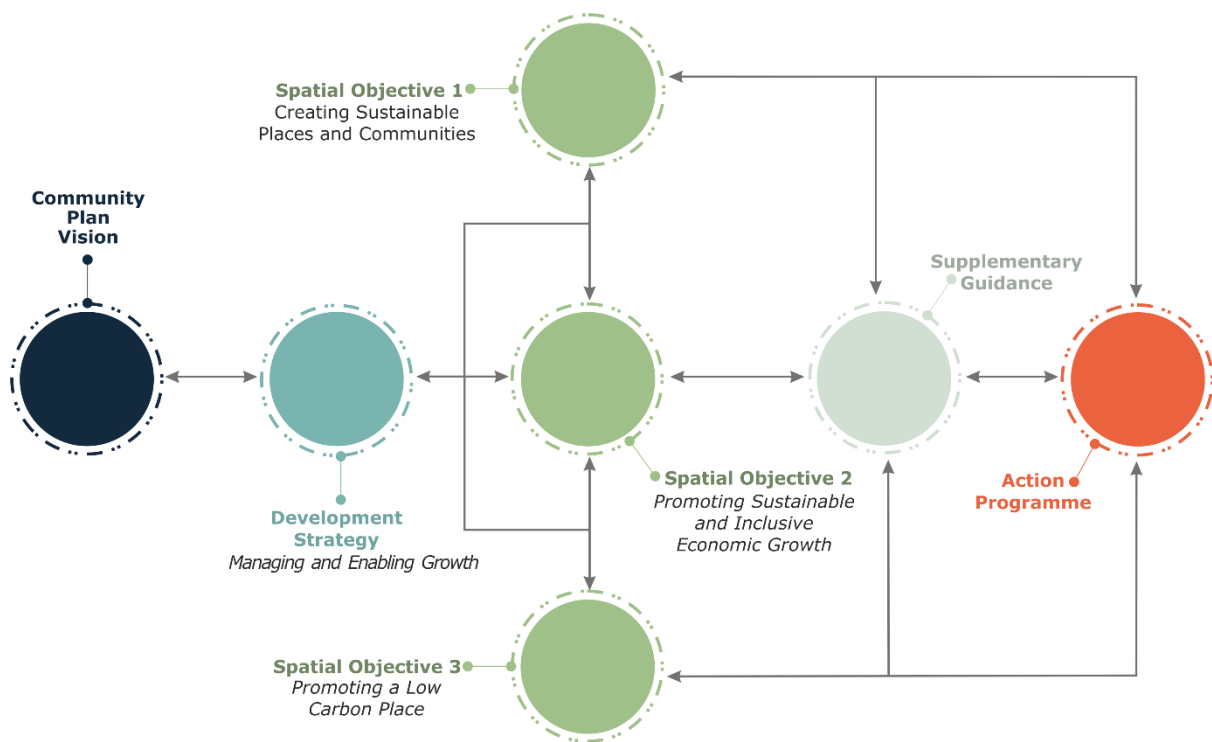 Spatial Objective 1
Creating Sustainable
Places and Communities
Community
Plan
Vision
Supplementary
Guidance
Development
Strategy
Managing and Enabling Growth
Spatial Objective 2
Promoting Sustainable
and Inclusive
Economic Growth
Action
Programme
Spatial Objective 3
Promoting a Low
Carbon Place